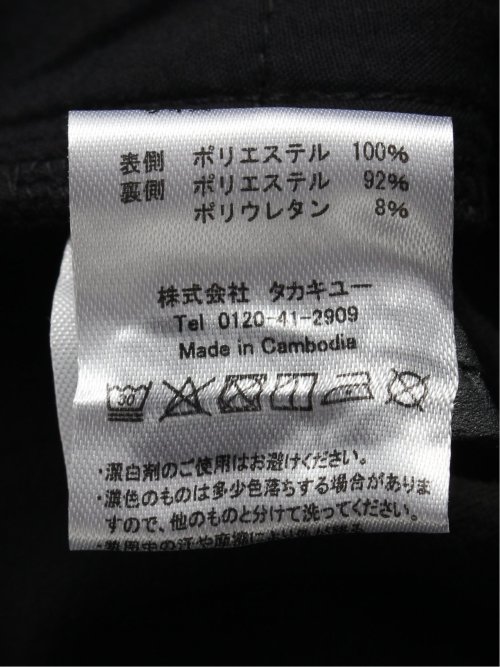 表側 ポリエステル 100%
裏側 ポリエステル 92%
ポリウレタン 8%
株式会社 タカキュー
Tel 0120-41-2909
Made in Cambodia
30
・潔白剤のご使用はお避けください。
・濃色のものは多少色落ちする場合がありま
すので、他のものと分けて洗ってください。